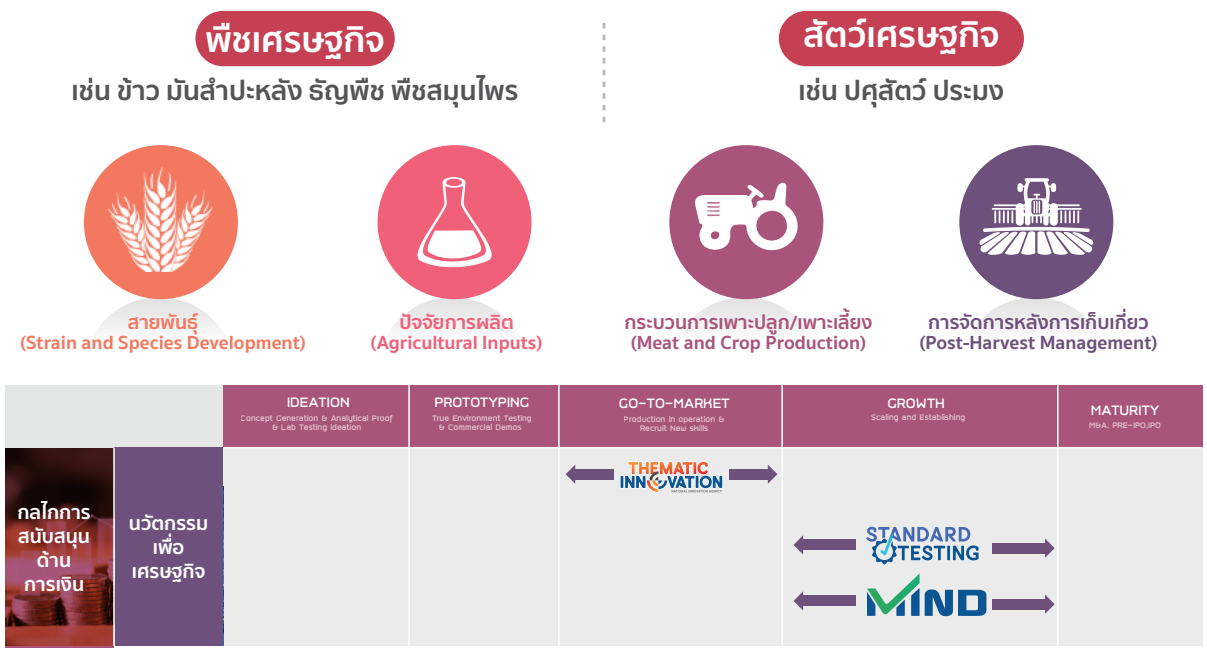 พืชเศรษฐกิจ
เช่น ข้าว มันสำปะหลัง ธัญพืช พืชสมุนไพร
สัตว์เศรษฐกิจ
เช่น ปศุสัตว์ ประมง
สายพันธุ์
(Strain and Species Development)
ปัจจัยการผลิต
(Agricultural Inputs)
กระบวนการเพาะปลูก/เพาะเลี้ยง
(Meat and Crop Production)
การจัดการหลังการเก็บเกี่ยว
(Post-Harvest Management)
IDEATION
Concept Generation & Analytical Proof
& Lab Testing ideation
PROTOTYPING
True Environment Testing
& Commercial Demos
GO-TO-MARKET
Production in operation &
Recruit New skills
GROWTH
Scaling and Establishing
MATURITY
M&A, PRE-IPO,IPO
กลไกการ
สนับสนุน
ด้าน
การเงิน
นวัตกรรม
เพื่อ
เศรษฐกิจ
THEMATIC
INNOVATION
NATIONAL INNOVATION AGENCY
STANDARD
TESTING
MIND